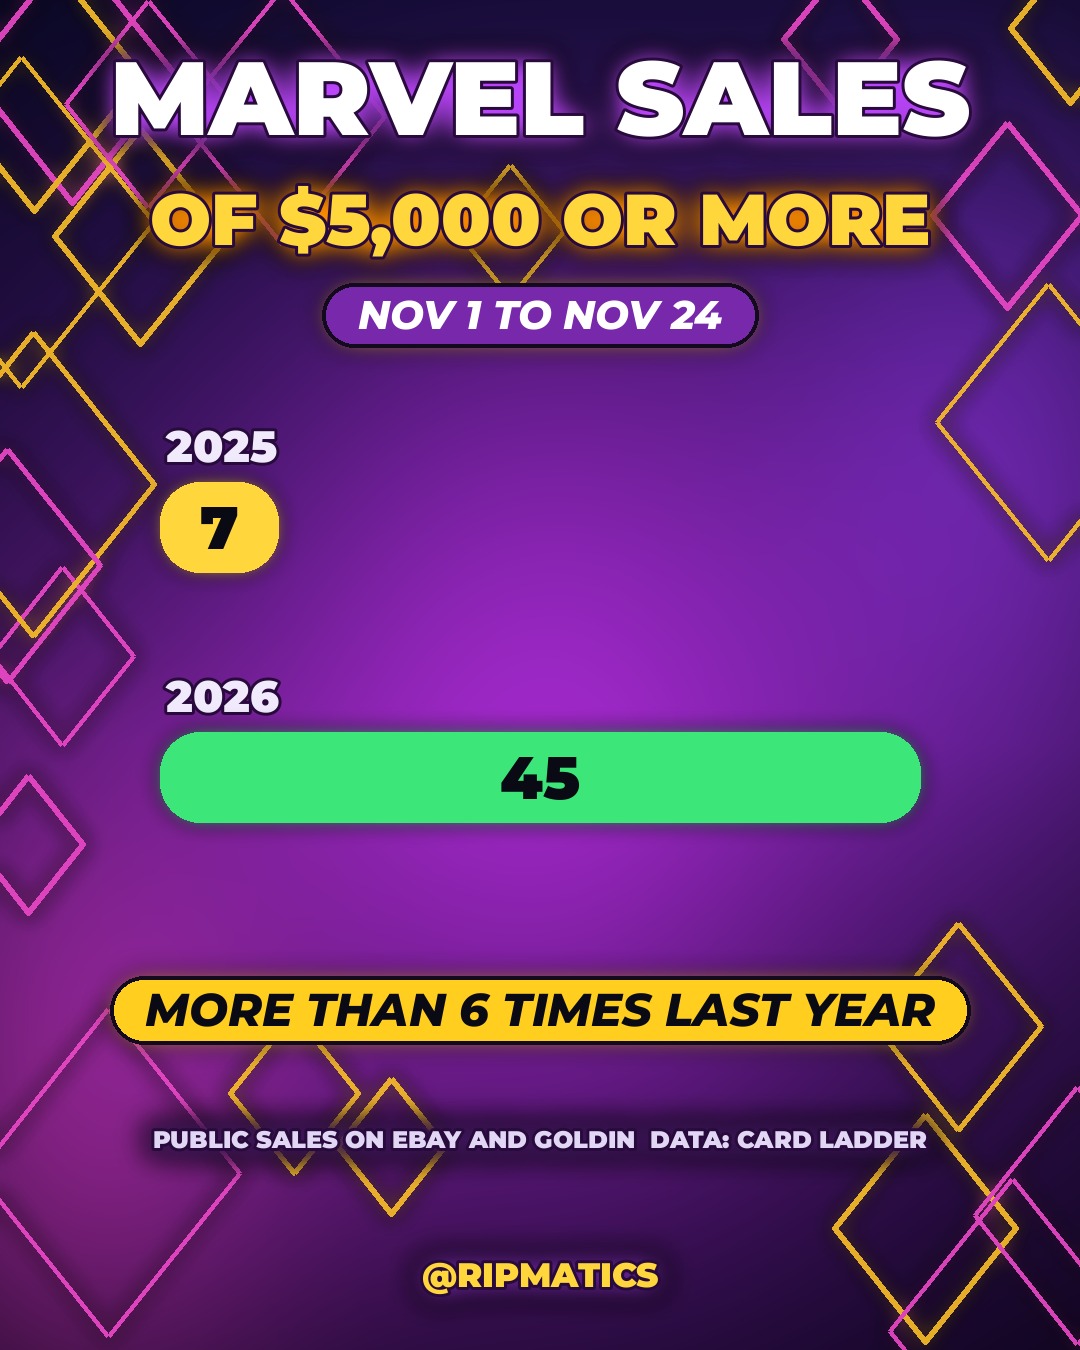 MARVEL SALES
OF $5,000 OR MORE
NOV 1 TO NOV 24
2025
7
2026
45
MORE THAN 6 TIMES LAST YEAR
PUBLIC SALES ON EBAY AND GOLDIN  DATA: CARD LADDER
@RIPMATICS